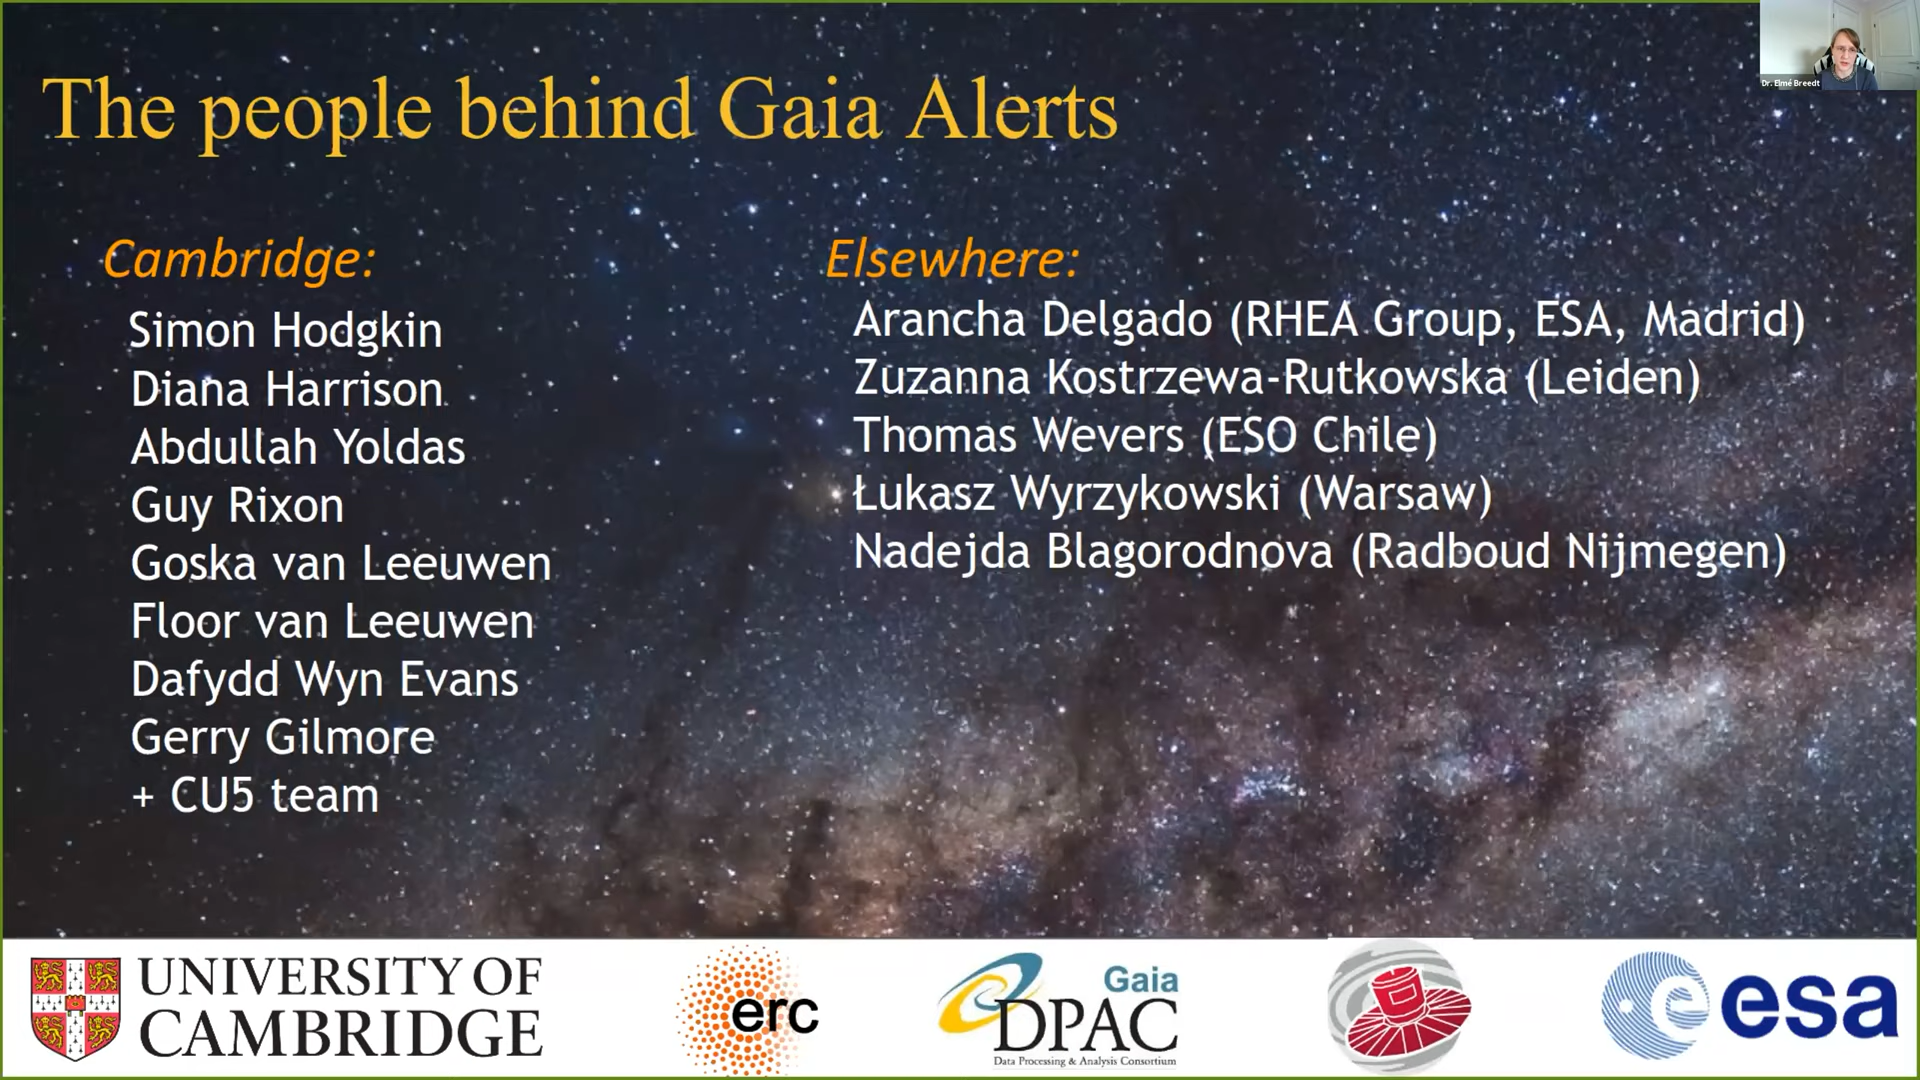 The people behind Gaia Alerts
Dr. Elmé Breedt
Cambridge:
Simon Hodgkin
Diana Harrison
Abdullah Yoldas
Guy Rixon
Goska van Leeuwen
Floor van Leeuwen
Dafydd Wyn Evans
Gerry Gilmore
+ CU5 team
Elsewhere:
Arancha Delgado (RHEA Group, ESA, Madrid)
Zuzanna Kostrzewa-Rutkowska (Leiden)
Thomas Wevers (ESO Chile)
Łukasz Wyrzykowski (Warsaw)
Nadejda Blagorodnova (Radboud Nijmegen)
UNIVERSITY OF
CAMBRIDGE
erc
Gaia
DPAC
Data Processing & Analysis Consortium
esa